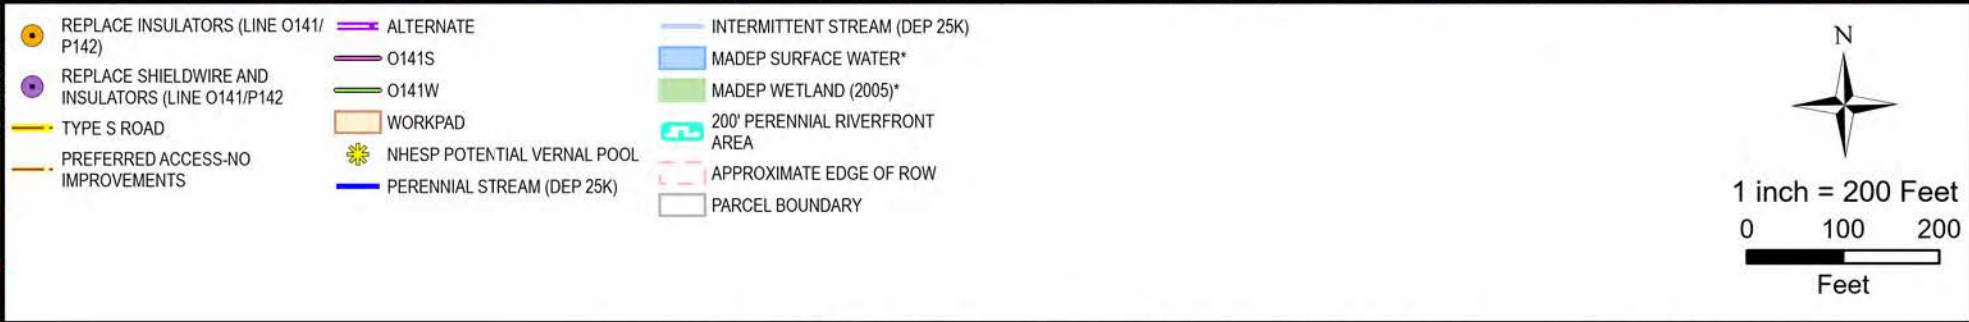 REPLACE INSULATORS (LINE O141/
P142)
REPLACE SHIELDWIRE AND
INSULATORS (LINE O141/P142
TYPE S ROAD
PREFERRED ACCESS-NO
IMPROVEMENTS
ALTERNATE
O141S
O141W
WORKPAD
NHESP POTENTIAL VERNAL POOL
PERENNIAL STREAM (DEP 25K)
INTERMITTENT STREAM (DEP 25K)
MADEP SURFACE WATER*
MADEP WETLAND (2005)*
200' PERENNIAL RIVERFRONT
AREA
APPROXIMATE EDGE OF ROW
PARCEL BOUNDARY
N
1 inch = 200 Feet
0 100 200
Feet